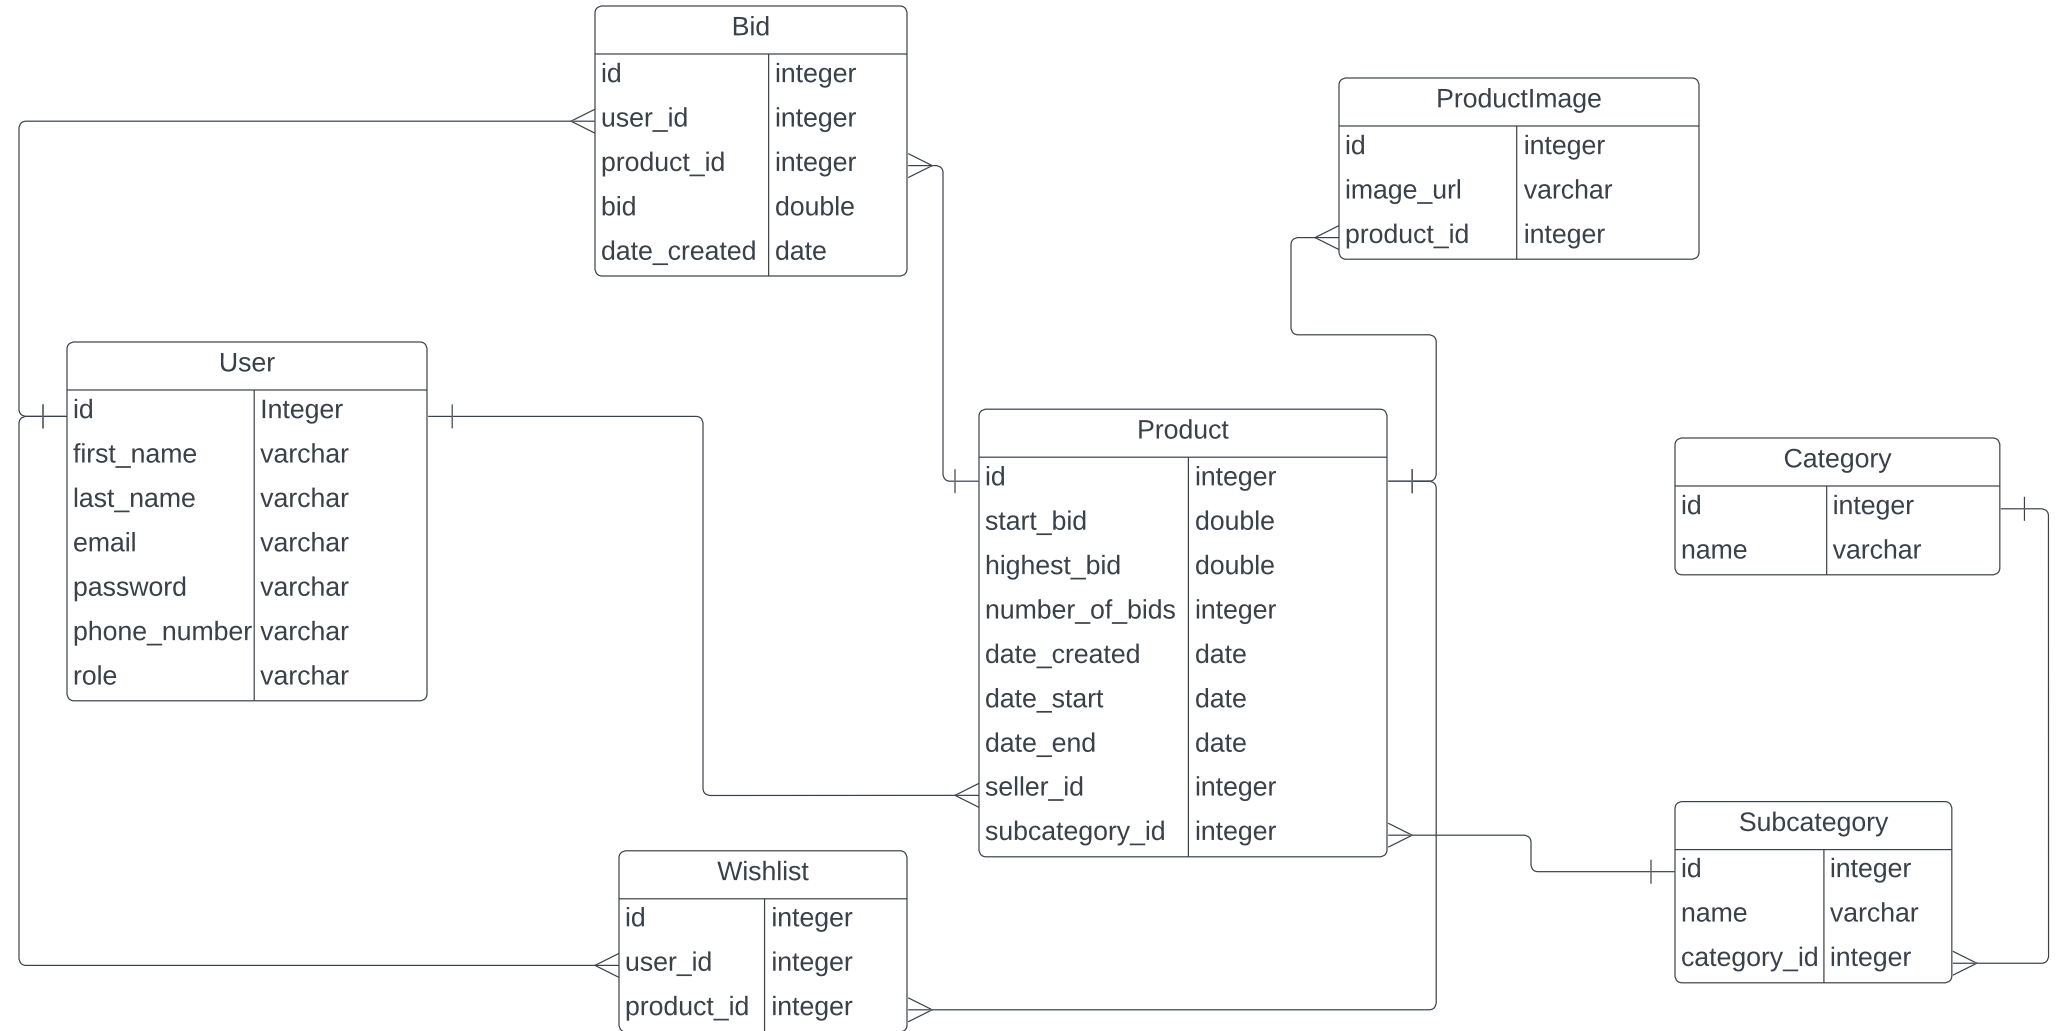 Bid
id integer
user_id integer
product_id integer
bid double
date_created date
ProductImage
id integer
image_url varchar
product_id integer
User
id Integer
first_name varchar
last_name varchar
email varchar
password varchar
phone_number varchar
role varchar
Product
id integer
start_bid double
highest_bid double
number_of_bids integer
date_created date
date_start date
date_end date
seller_id integer
subcategory_id integer
Category
id integer
name varchar
Subcategory
id integer
name varchar
category_id integer
Wishlist
id integer
user_id integer
product_id integer